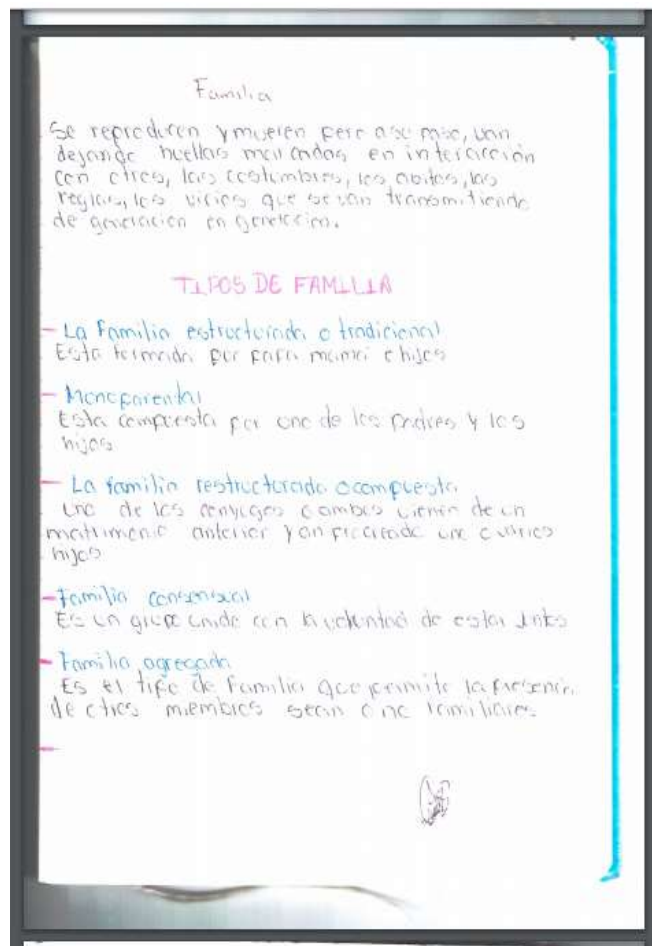 Familia
Se reproducen y mueren pero a su paso, van
dejando huellas marcadas en interacción
con otros, las costumbres, los abitos, las
reglas, los vicios que se van transmitiendo
de generación en generación.
TIPOS DE FAMILIA
- La Familia estructurada o tradicional
Esta formada por papá mamá e hijos
- Monoparental
Esta compuesta por uno de los padres y los
hijos
- La familia restructurada o compuesta
uno de los conyuges o ambos vienen de un
matrimonio anterior y an procreado uno o varios
hijos
- Familia consensual
Es un grupo unido con la voluntad de estar
- Familia agregada
Es el tipo de Familia que permite la presencia
de otros miembros sean o no familiares
-